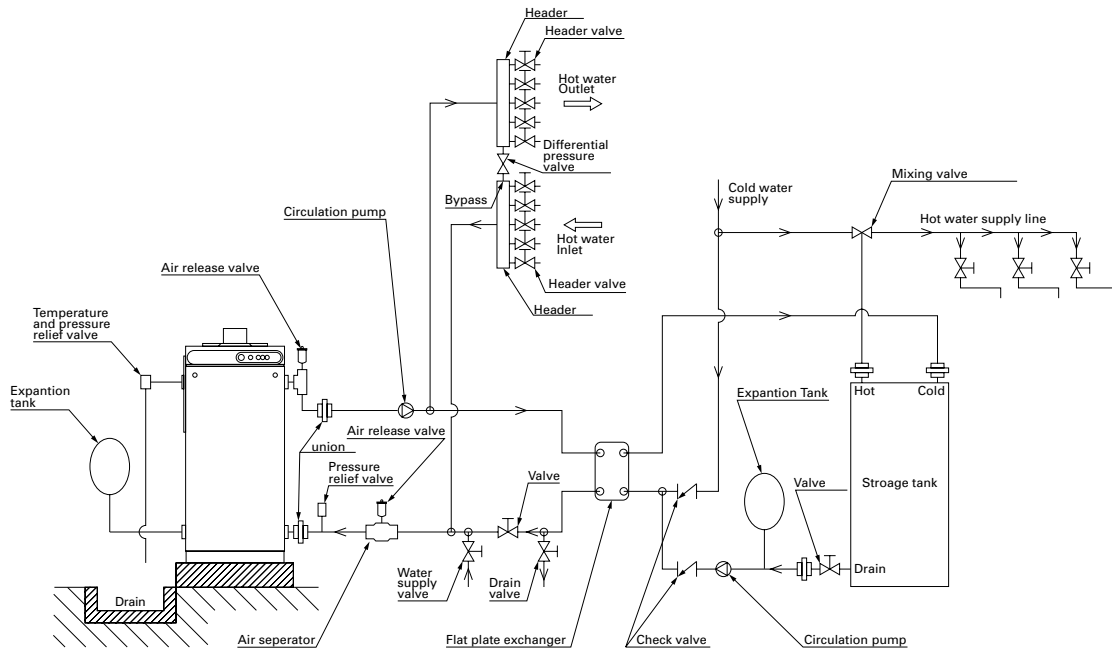 Header
Header valve
Hot water
Outlet
Differential
pressure
valve
Bypass
Circulation pump
Hot water
Inlet
Header valve
Header
Cold water
supply
Mixing valve
Hot water supply line
Air release valve
Temperature
and pressure
relief valve
Expantion
tank
union
Air release valve
Pressure
relief valve
Valve
Expantion Tank
Hot
Cold
Valve
Stroage tank
Drain
Drain
Water
supply
valve
Drain
valve
Air seperator
Flat plate exchanger
Check valve
Circulation pump